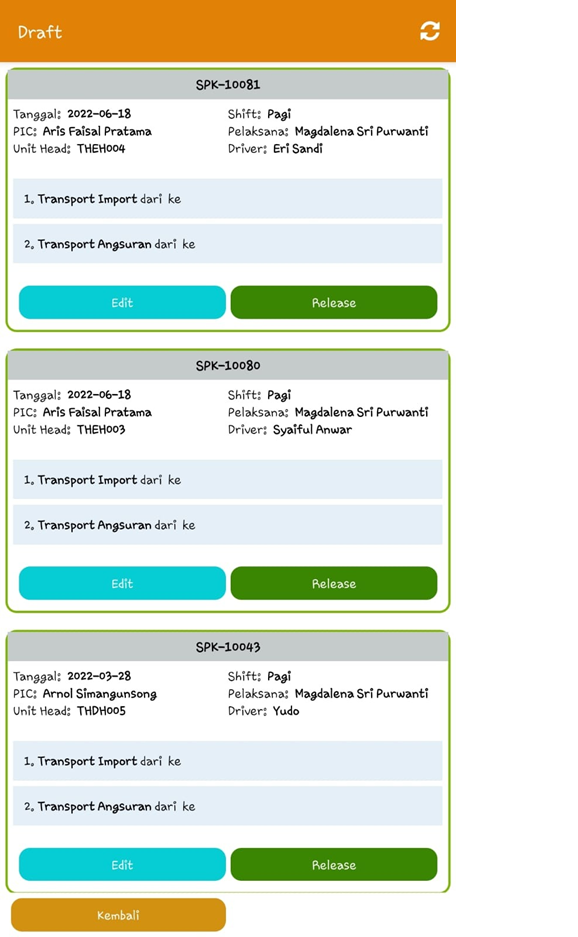 Draft
SPK-10081
Tanggal: 2022-06-18 Shift: Pagi
PIC: Aris Faisal Pratama Pelaksana: Magdalena Sri Purwanti
Unit Head: THEH004 Driver: Eri Sandi
1. Transport Import dari ke
2. Transport Angsuran dari ke
Edit Release
SPK-10080
Tanggal: 2022-06-18 Shift: Pagi
PIC: Aris Faisal Pratama Pelaksana: Magdalena Sri Purwanti
Unit Head: THEH003 Driver: Syaiful Anwar
1. Transport Import dari ke
2. Transport Angsuran dari ke
Edit Release
SPK-10043
Tanggal: 2022-03-28 Shift: Pagi
PIC: Arnol Simangunsong Pelaksana: Magdalena Sri Purwanti
Unit Head: THDH005 Driver: Yudo
1. Transport Import dari ke
2. Transport Angsuran dari ke
Edit Release
Kembali